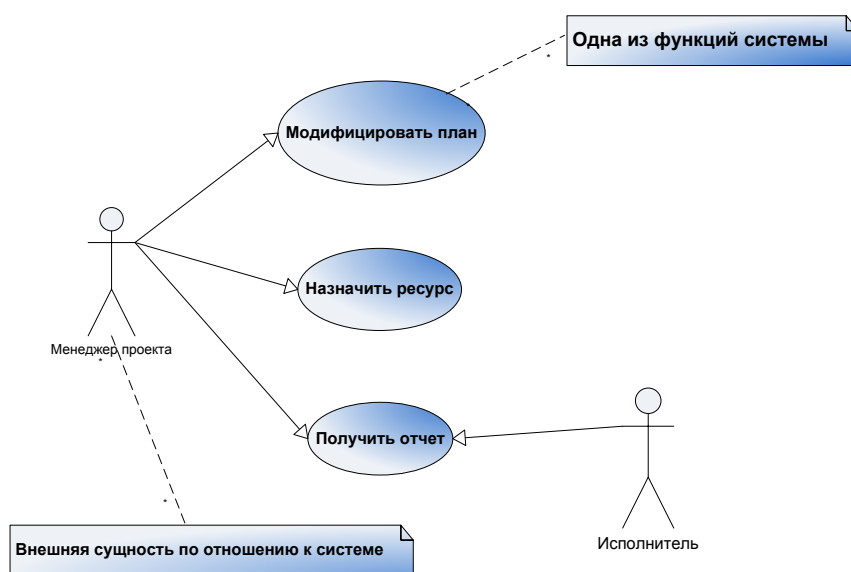 Одна из функций системы
Модифицировать план
Назначить ресурс
Менеджер проекта
Получить отчет
Исполнитель
Внешняя сущность по отношению к системе